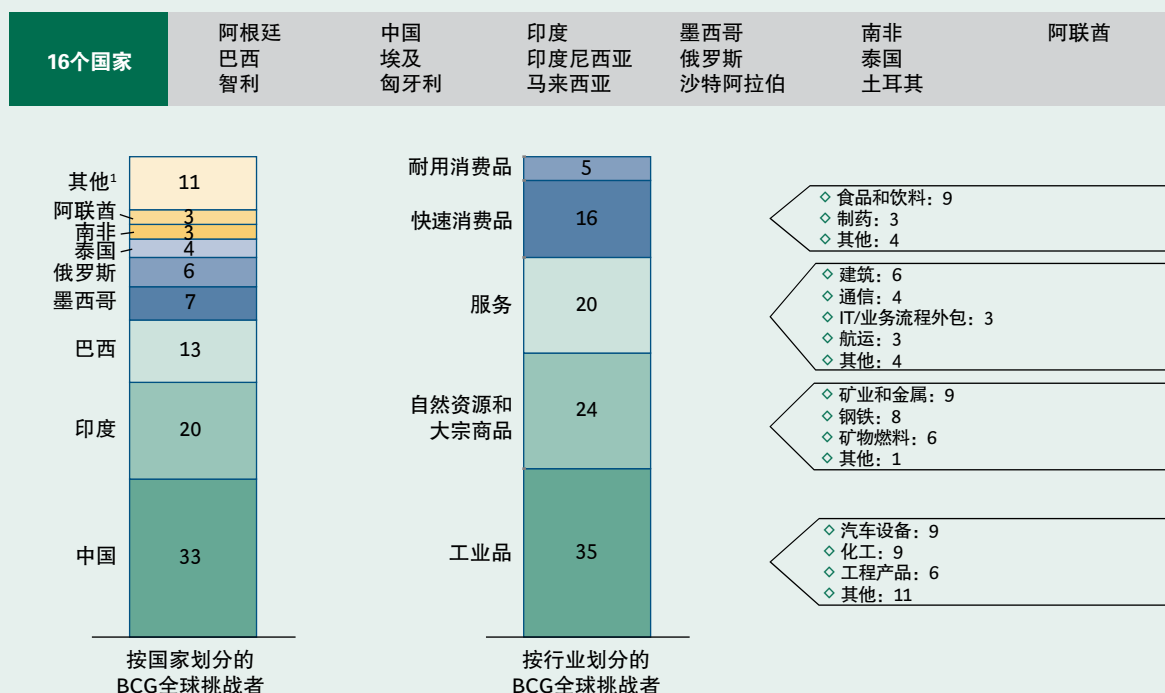 16个国家
阿根廷
巴西
智利
中国
埃及
匈牙利
印度
印度尼西亚
马来西亚
墨西哥
俄罗斯
沙特阿拉伯
南非
泰国
土耳其
阿联酋
其他¹
11
阿联酋
3
南非
3
泰国
4
俄罗斯
6
墨西哥
7
巴西
13
印度
20
中国
33
按国家划分的
BCG全球挑战者
耐用消费品
5
快速消费品
16
服务
20
自然资源和
大宗商品
24
工业品
35
按行业划分的
BCG全球挑战者
食品和饮料：9
制药：3
其他：4
建筑：6
通信：4
IT/业务流程外包：3
航运：3
其他：4
矿业和金属：9
钢铁：8
矿物燃料：6
其他：1
汽车设备：9
化工：9
工程产品：6
其他：11